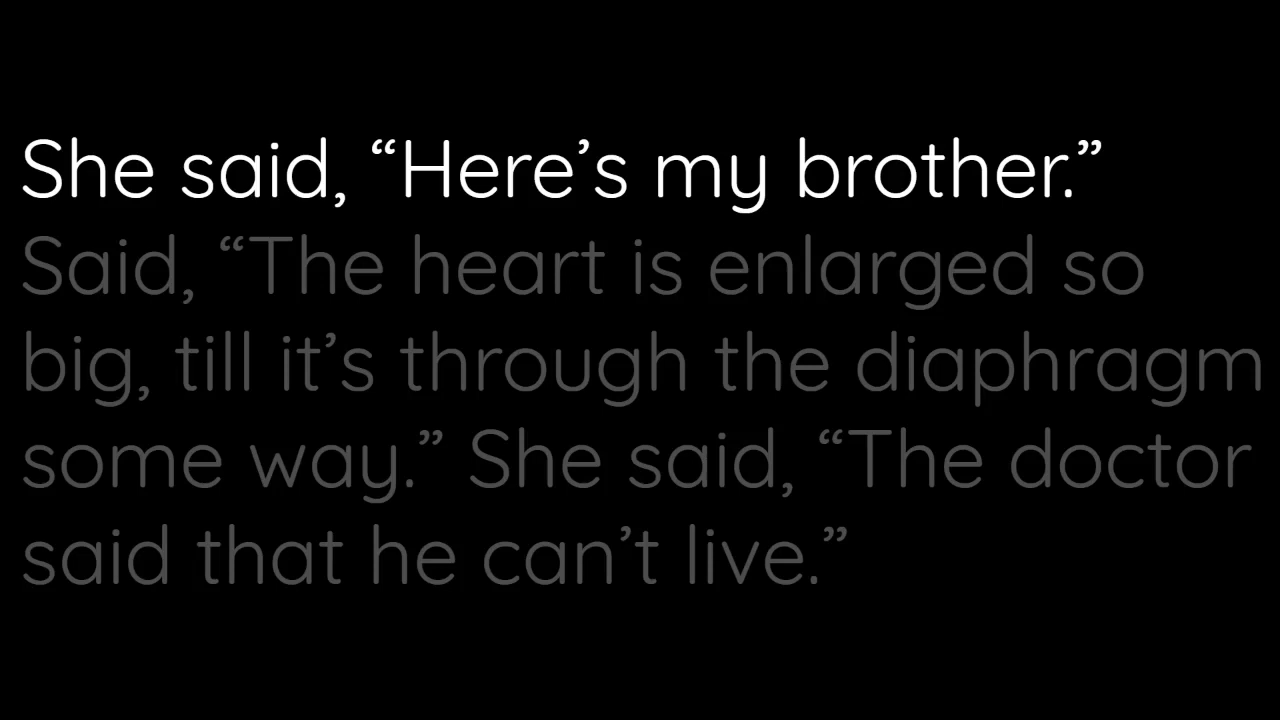 She said, “Here’s my brother.”
Said, “The heart is enlarged so
big, till it’s through the diaphragm
some way.” She said, “The doctor
said that he can’t live.”